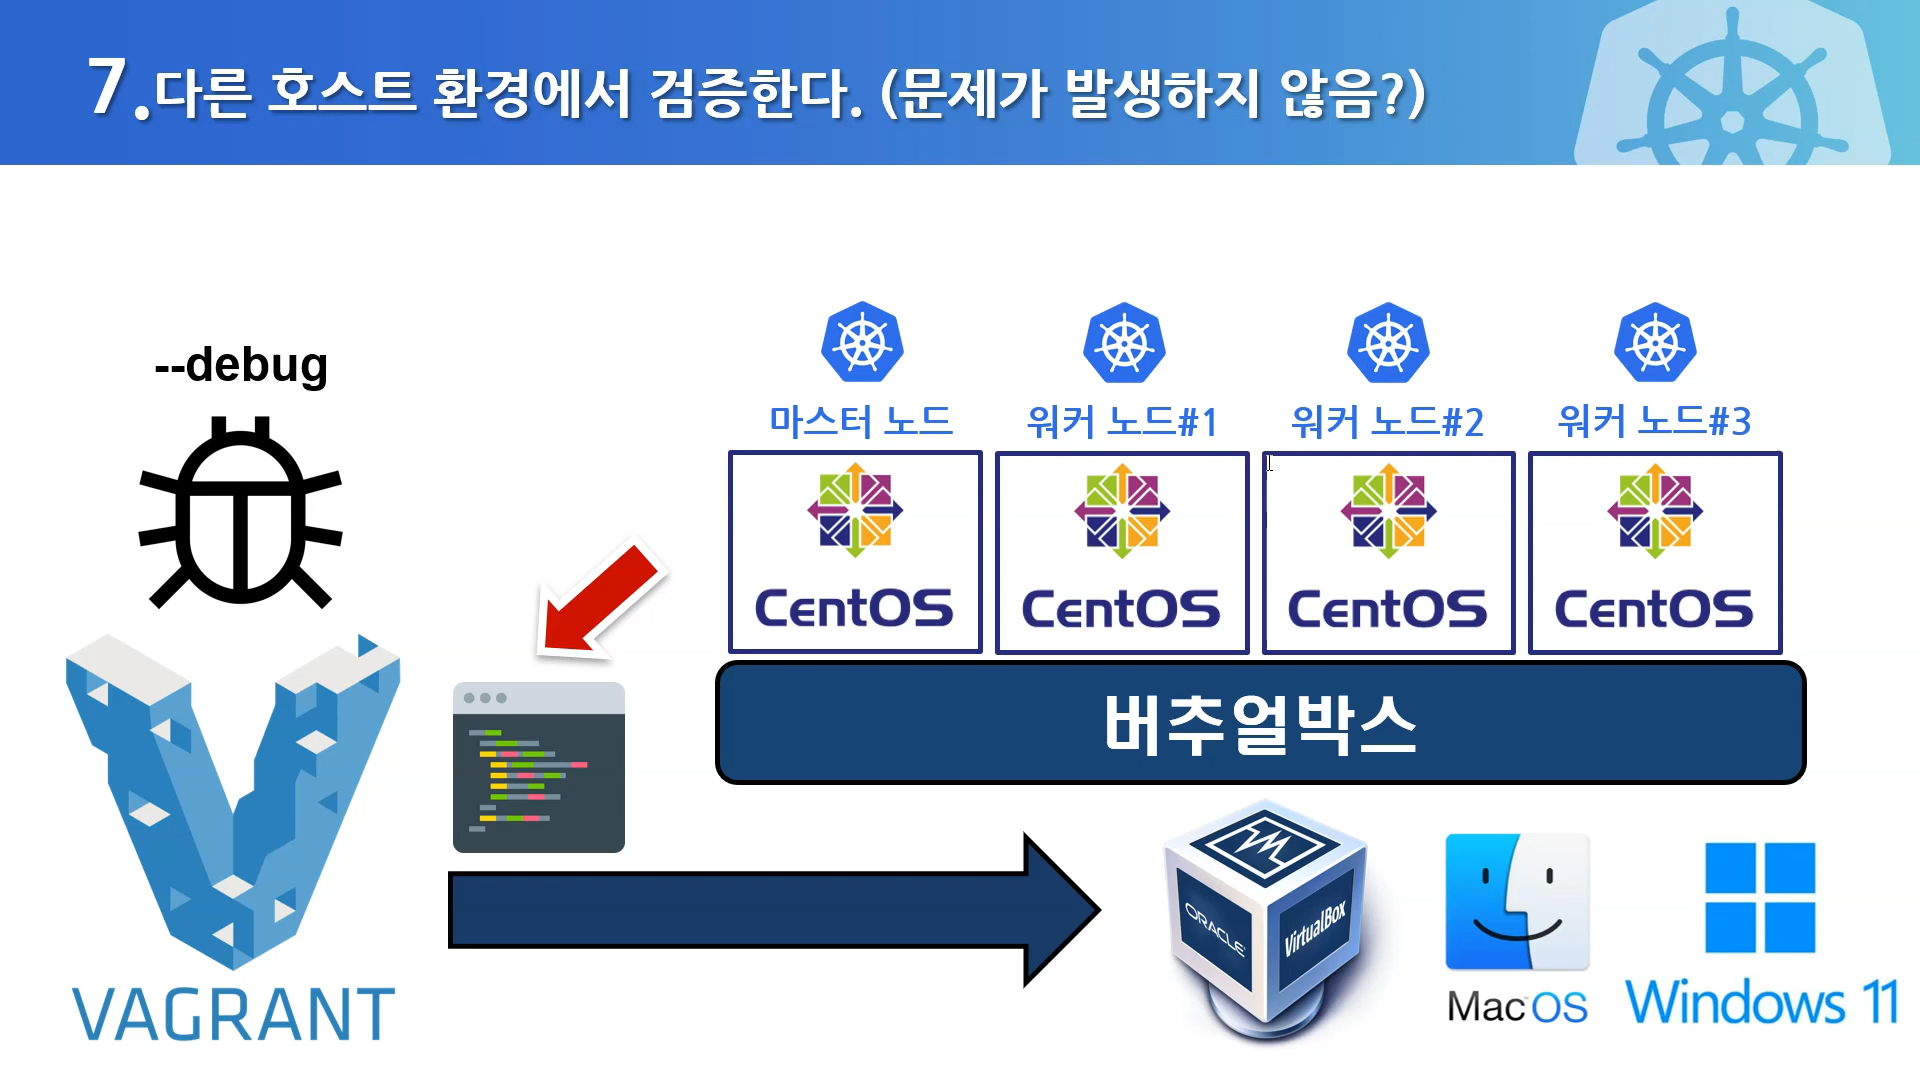 7.다른 호스트 환경에서 검증한다. (문제가 발생하지 않음?)
--debug
마스터 노드
워커 노드#1
워커 노드#2
워커 노드#3
CentOS
CentOS
CentOS
CentOS
버추얼박스
ORACLE
VirtualBox
VAGRANT
MacOS
Windows 11